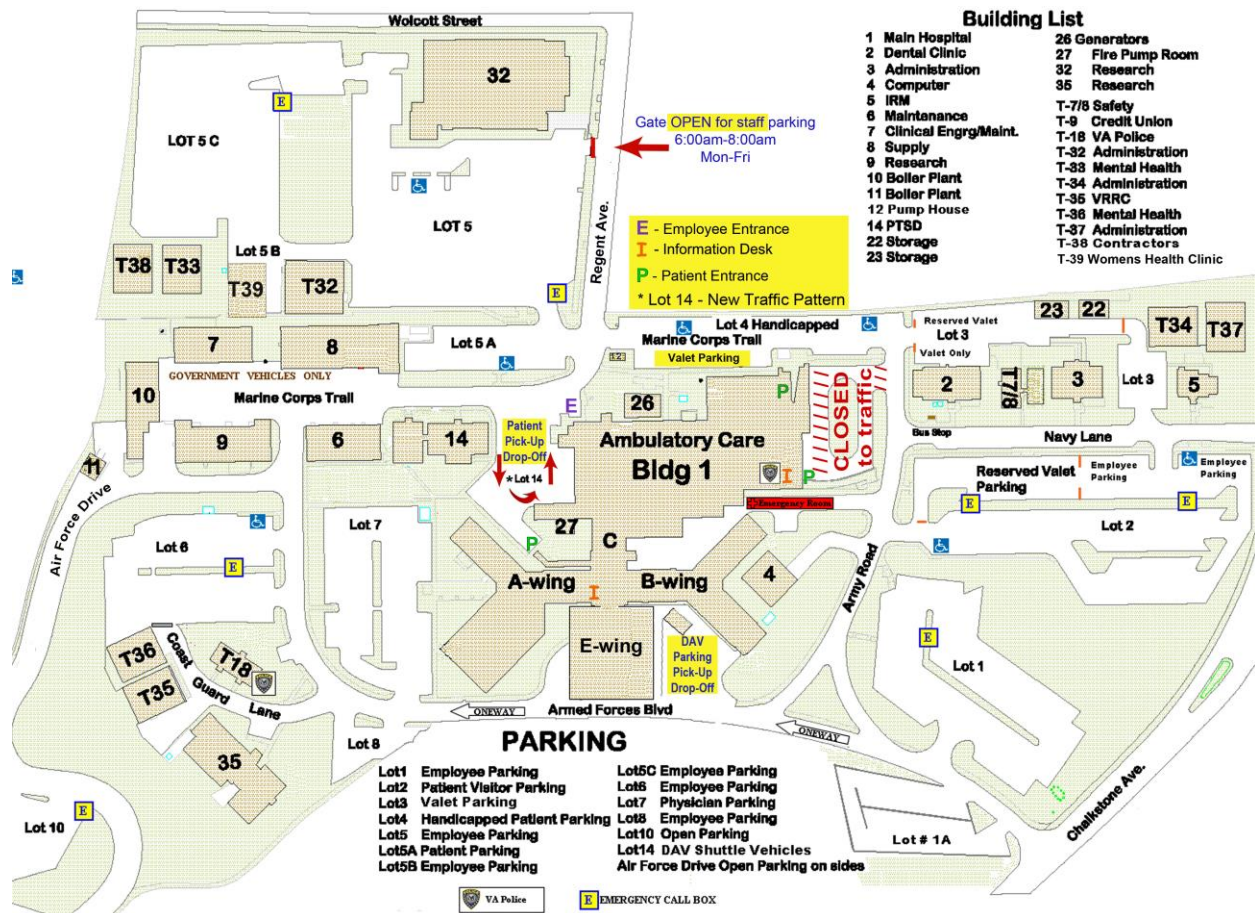 Wolcott Street
32
E
LOT 5 C
Gate OPEN for staff parking
6:00am-8:00am
Mon-Fri
LOT 5
Regent Ave.
E - Employee Entrance
I - Information Desk
P - Patient Entrance
* Lot 14 - New Traffic Pattern
Building List
1 Main Hospital
2 Dental Clinic
3 Administration
4 Computer
5 IRM
6 Maintenance
7 Clinical Engrg/Maint.
8 Supply
9 Research
10 Boiler Plant
11 Boiler Plant
12 Pump House
14 PTSD
22 Storage
23 Storage
26 Generators
27 Fire Pump Room
32 Research
35 Research
T-7/8 Safety
T-9 Credit Union
T-18 VA Police
T-32 Administration
T-33 Mental Health
T-34 Administration
T-35 VRRC
T-36 Mental Health
T-37 Administration
T-38 Contractors
T-39 Womens Health Clinic
T38
T33
Lot 5 B
T39
T32
E
7
8
Lot 5 A
GOVERNMENT VEHICLES ONLY
Marine Corps Trail
Lot 4 Handicapped
Marine Corps Trail
Valet Parking
12
Reserved Valet
Lot 3
Valet Only
23
22
T34
T37
10
9
6
14
11
Air Force Drive
Patient
Pick-Up
Drop-Off
* Lot 14
E
26
P
Ambulatory Care
Bldg 1
CLOSED
to traffic
I
P
Emergency Room
2
T7/8
3
Lot 3
5
Bus Stop
Navy Lane
Reserved Valet
Parking
Employee
Parking
Employee
Parking
E
E
Lot 2
Lot 6
E
Lot 7
27
P
C
A-wing
B-wing
I
4
E-wing
DAV
Parking
Pick-Up
Drop-Off
Army Road
E
Lot 1
T36
T35
Coast
Guard
Lane
T18
35
Lot 8
Lot 10
E
ONEWAY
Armed Forces Blvd
ONEWAY
Chalkstone Ave.
Lot # 1A
PARKING
Lot1 Employee Parking
Lot2 Patient Visitor Parking
Lot3 Valet Parking
Lot4 Handicapped Patient Parking
Lot5 Employee Parking
Lot5A Patient Parking
Lot5B Employee Parking
Lot5C Employee Parking
Lot6 Employee Parking
Lot7 Physician Parking
Lot8 Employee Parking
Lot10 Open Parking
Lot14 DAV Shuttle Vehicles
Air Force Drive Open Parking on sides
VA Police
E EMERGENCY CALL BOX